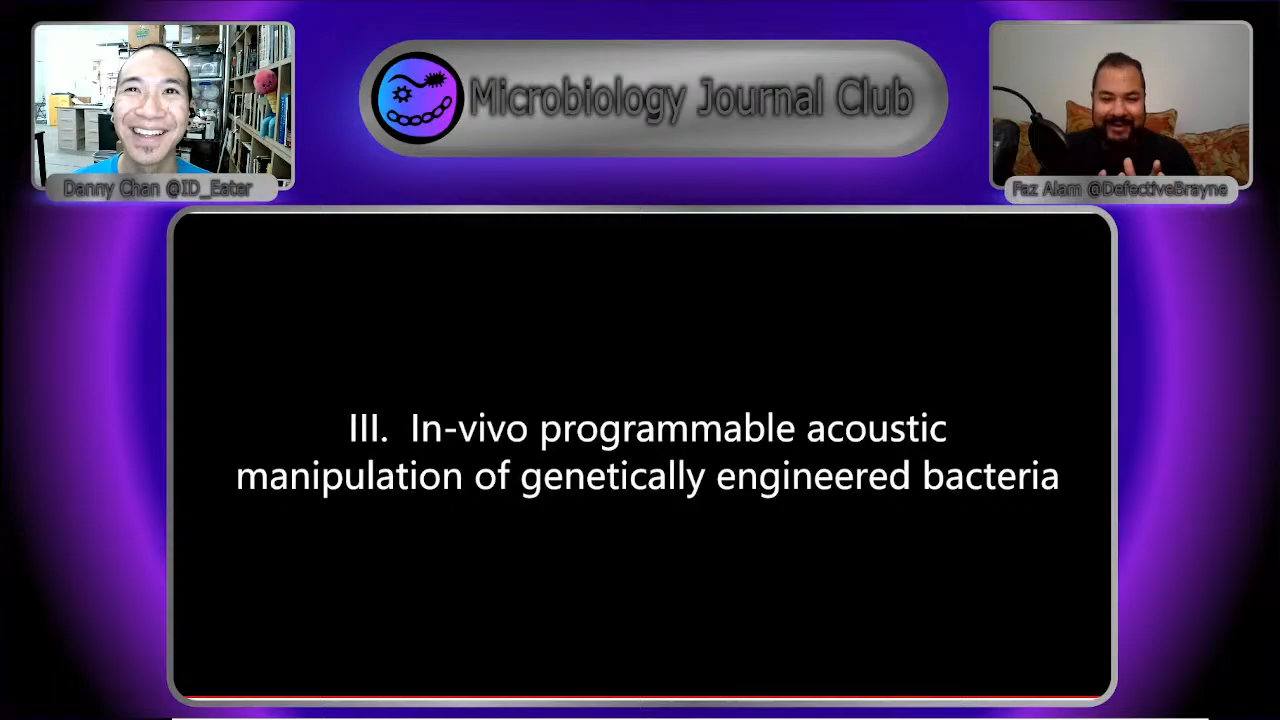 Microbiology Journal Club
Danny Chan @ID_Eater
Faz Alam @DefectiveBrayne
III. In-vivo programmable acoustic
manipulation of genetically engineered bacteria